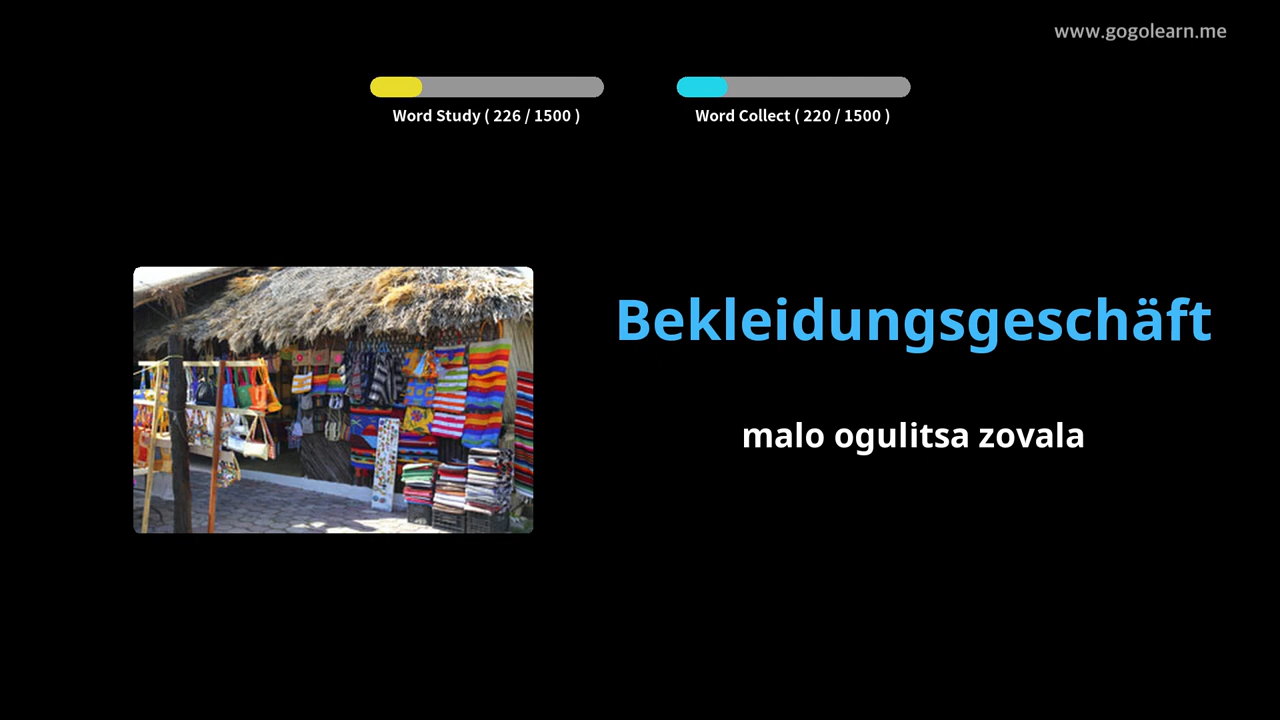 www.gogolearn.me
Word Study ( 226 / 1500 )
Word Collect ( 220 / 1500 )
Bekleidungsgeschäft
malo ogulitsa zovala